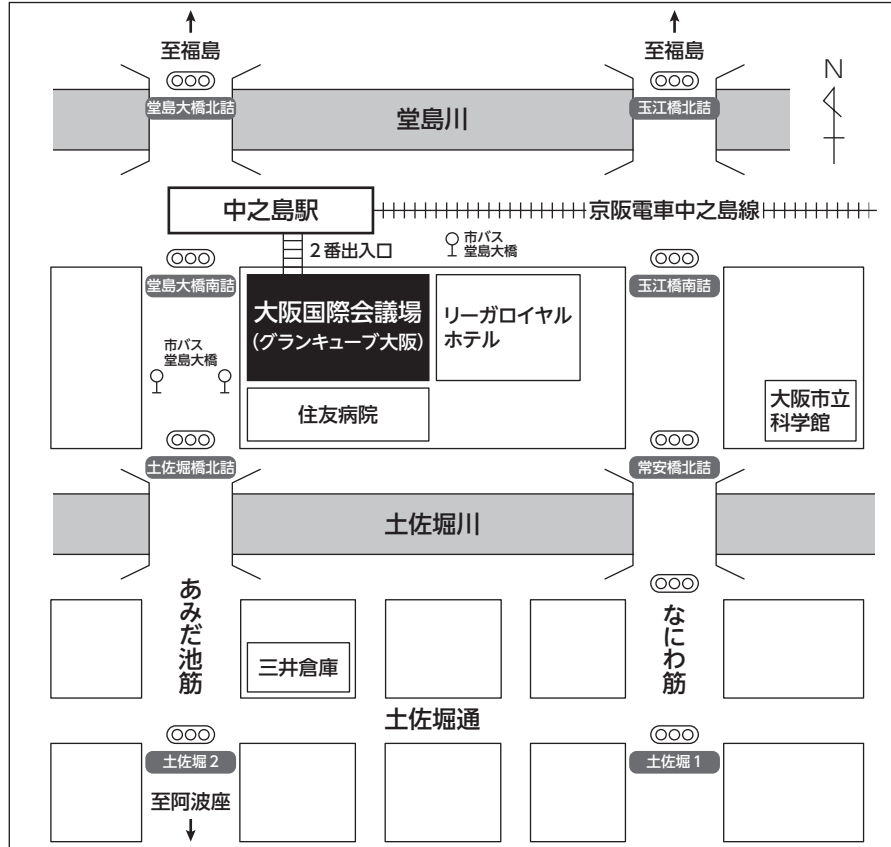 至福島
至福島
堂島大橋北詰
玉江橋北詰
N
堂島川
中之島駅
京阪電車中之島線
2番出入口
市バス
堂島大橋
堂島大橋南詰
玉江橋南詰
大阪国際会議場
(グランキューブ大阪)
リーガロイヤル
ホテル
市バス
堂島大橋
住友病院
大阪市立
科学館
土佐堀橋北詰
常安橋北詰
土佐堀川
あみだ池筋
なにわ筋
三井倉庫
土佐堀通
土佐堀2
土佐堀1
至阿波座